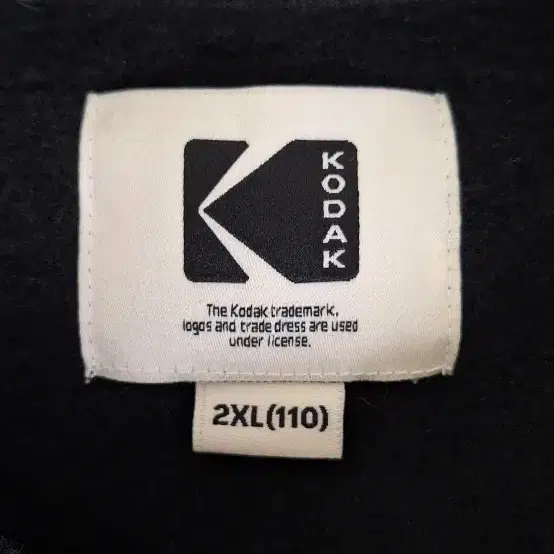 KODAK
The Kodak trademark,
logos and trade dress are used
under license.
2XL(110)